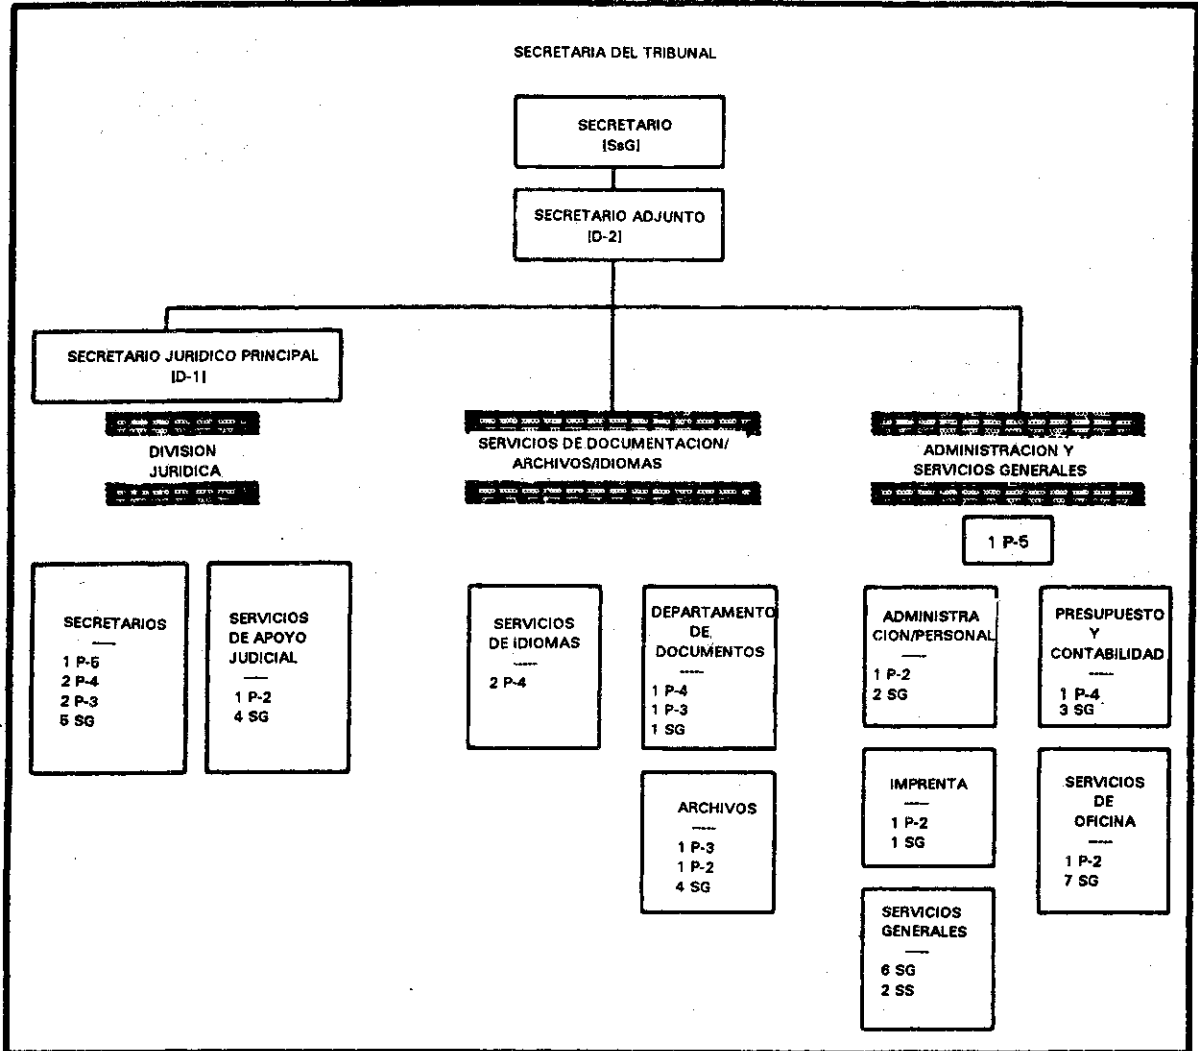 SECRETARIA DEL TRIBUNAL
SECRETARIO
[SsG]
SECRETARIO ADJUNTO
[D-2]
SECRETARIO JURIDICO PRINCIPAL
[D-1]
DIVISION
JURIDICA
SERVICIOS DE DOCUMENTACION/
ARCHIVOS/IDIOMAS
ADMINISTRACION Y
SERVICIOS GENERALES
1 P-5
SECRETARIOS
1 P-5
2 P-4
2 P-3
5 SG
SERVICIOS
DE APOYO
JUDICIAL
1 P-2
4 SG
SERVICIOS
DE IDIOMAS
2 P-4
DEPARTAMENTO
DE
DOCUMENTOS
1 P-4
1 P-3
1 SG
ARCHIVOS
1 P-3
1 P-2
4 SG
ADMINISTRA
CION/PERSONAL
1 P-2
2 SG
PRESUPUESTO
Y
CONTABILIDAD
1 P-4
3 SG
IMPRENTA
1 P-2
1 SG
SERVICIOS
DE
OFICINA
1 P-2
7 SG
SERVICIOS
GENERALES
6 SG
2 SS